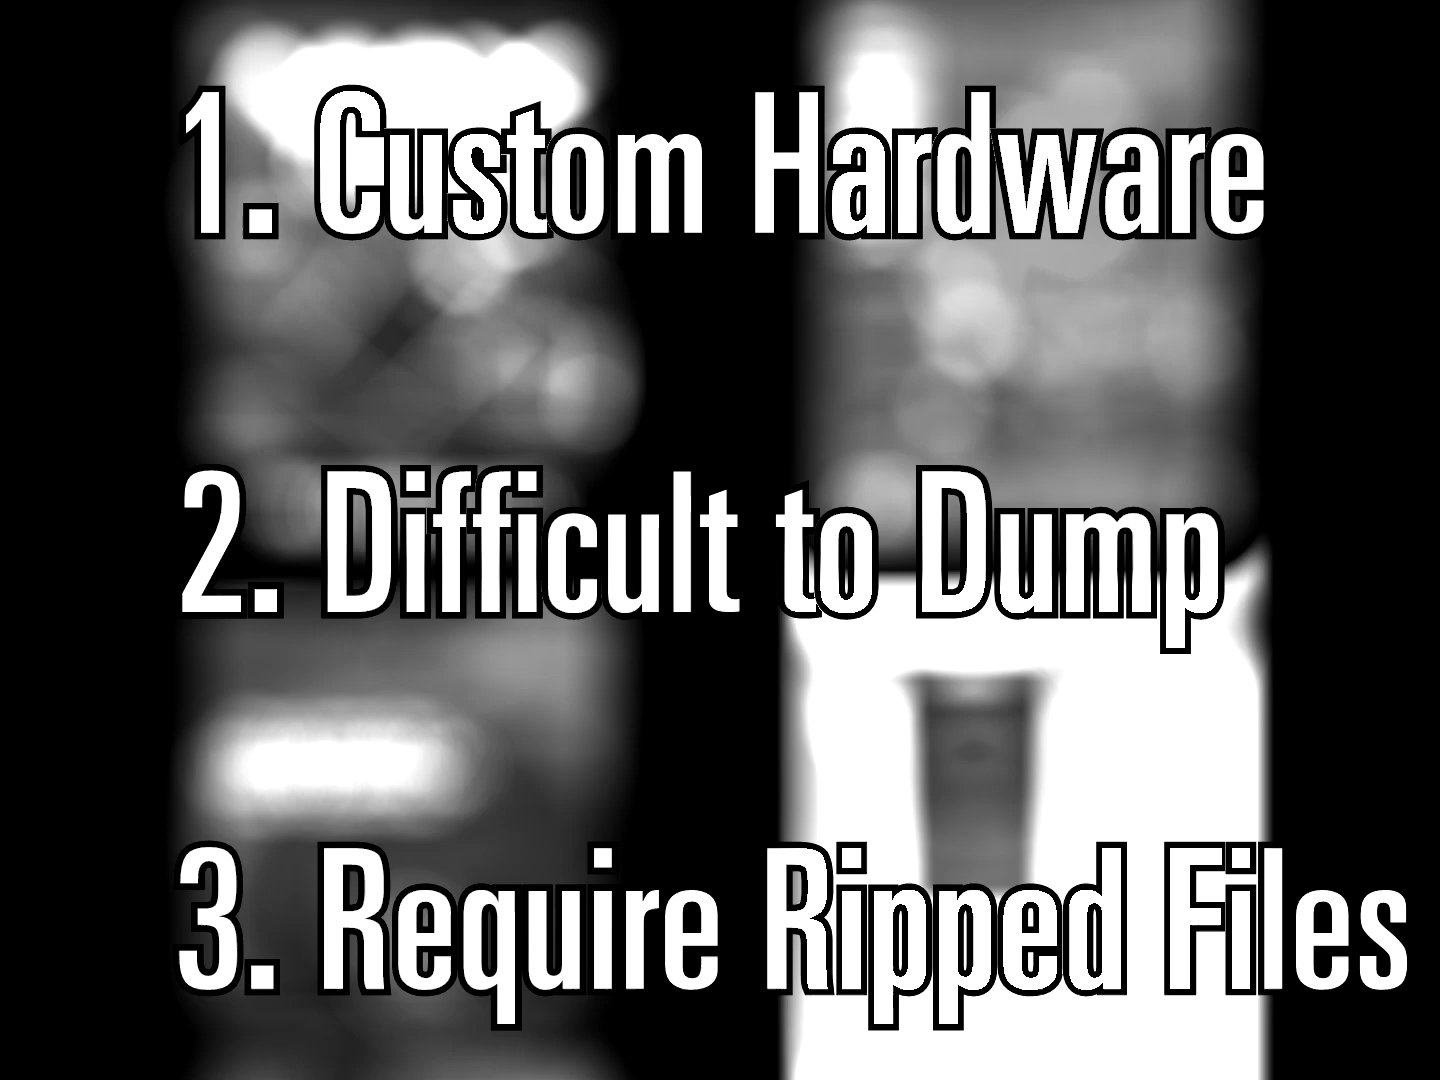 1. Custom Hardware
2. Difficult to Dump
3. Require Ripped Files